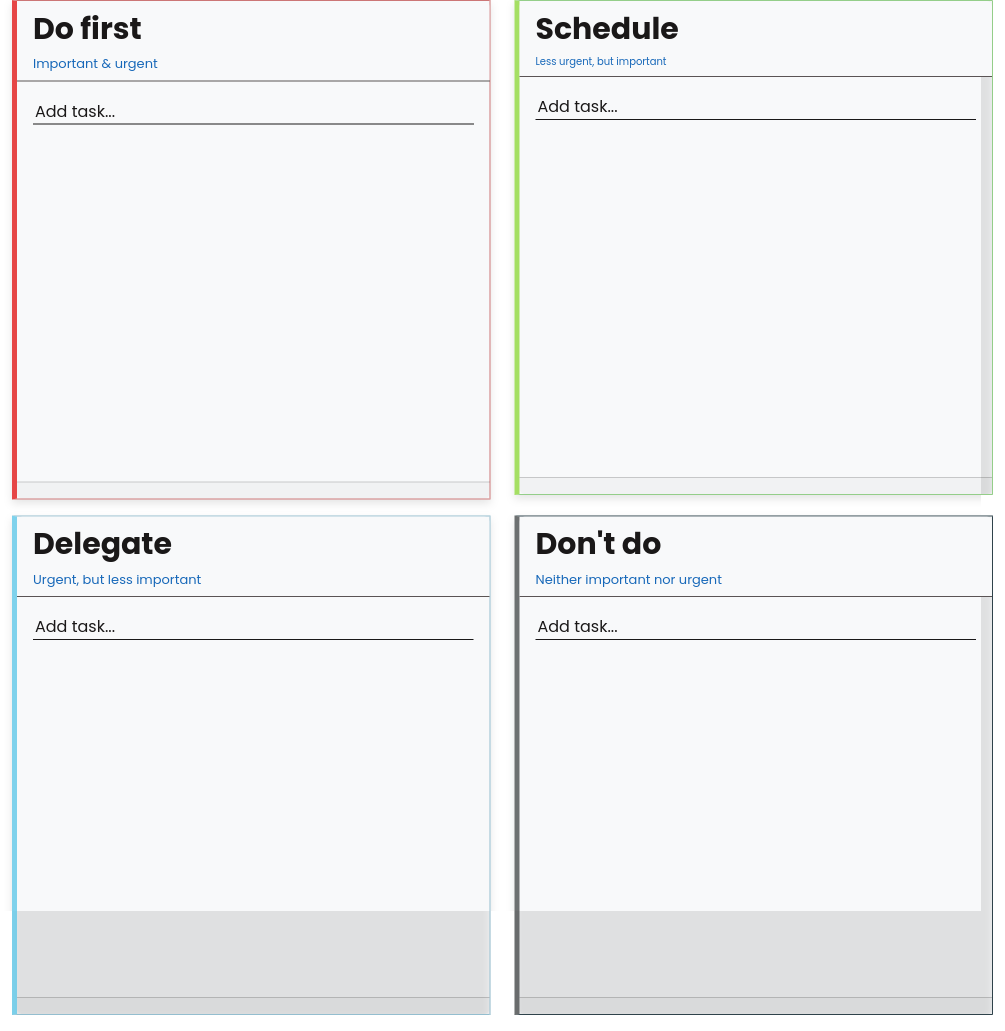 Do first
Important & urgent
Add task...
Schedule
Less urgent, but important
Add task...
Delegate
Urgent, but less important
Add task...
Don't do
Neither important nor urgent
Add task...